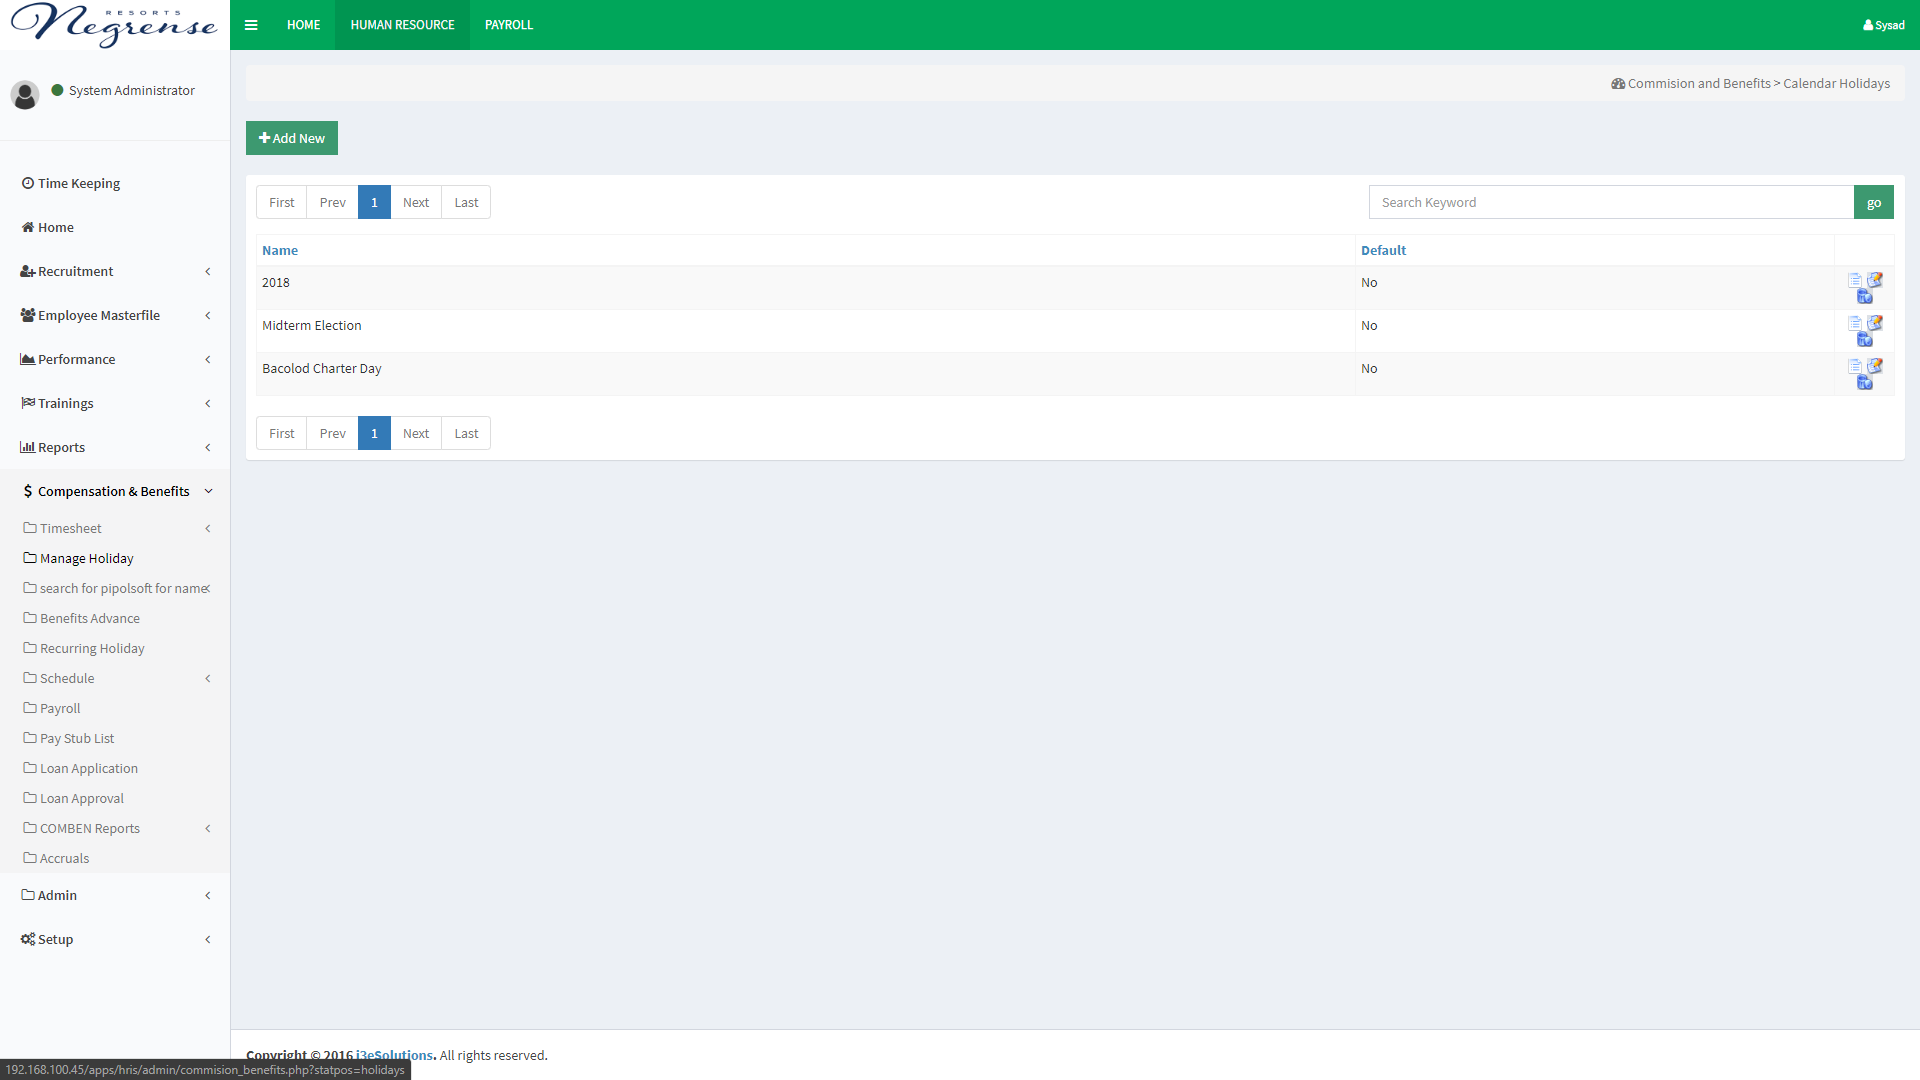 RESORTS
Negrense
HOME
HUMAN RESOURCE
PAYROLL
Sysad
System Administrator
Commision and Benefits > Calendar Holidays
Add New
Time Keeping
Home
Recruitment
Employee Masterfile
Performance
Trainings
Reports
Compensation & Benefits
Timesheet
Manage Holiday
search for pipolsoft for name
Benefits Advance
Recurring Holiday
Schedule
Payroll
Pay Stub List
Loan Application
Loan Approval
COMBEN Reports
Accruals
Admin
Setup
First Prev 1 Next Last
Search Keyword
go
Name Default
2018 No
Midterm Election No
Bacolod Charter Day No
First Prev 1 Next Last
Copyright © 2016 i3eSolutions. All rights reserved.
192.168.100.45/apps/hris/admin/commision_benefits.php?statpos=holidays